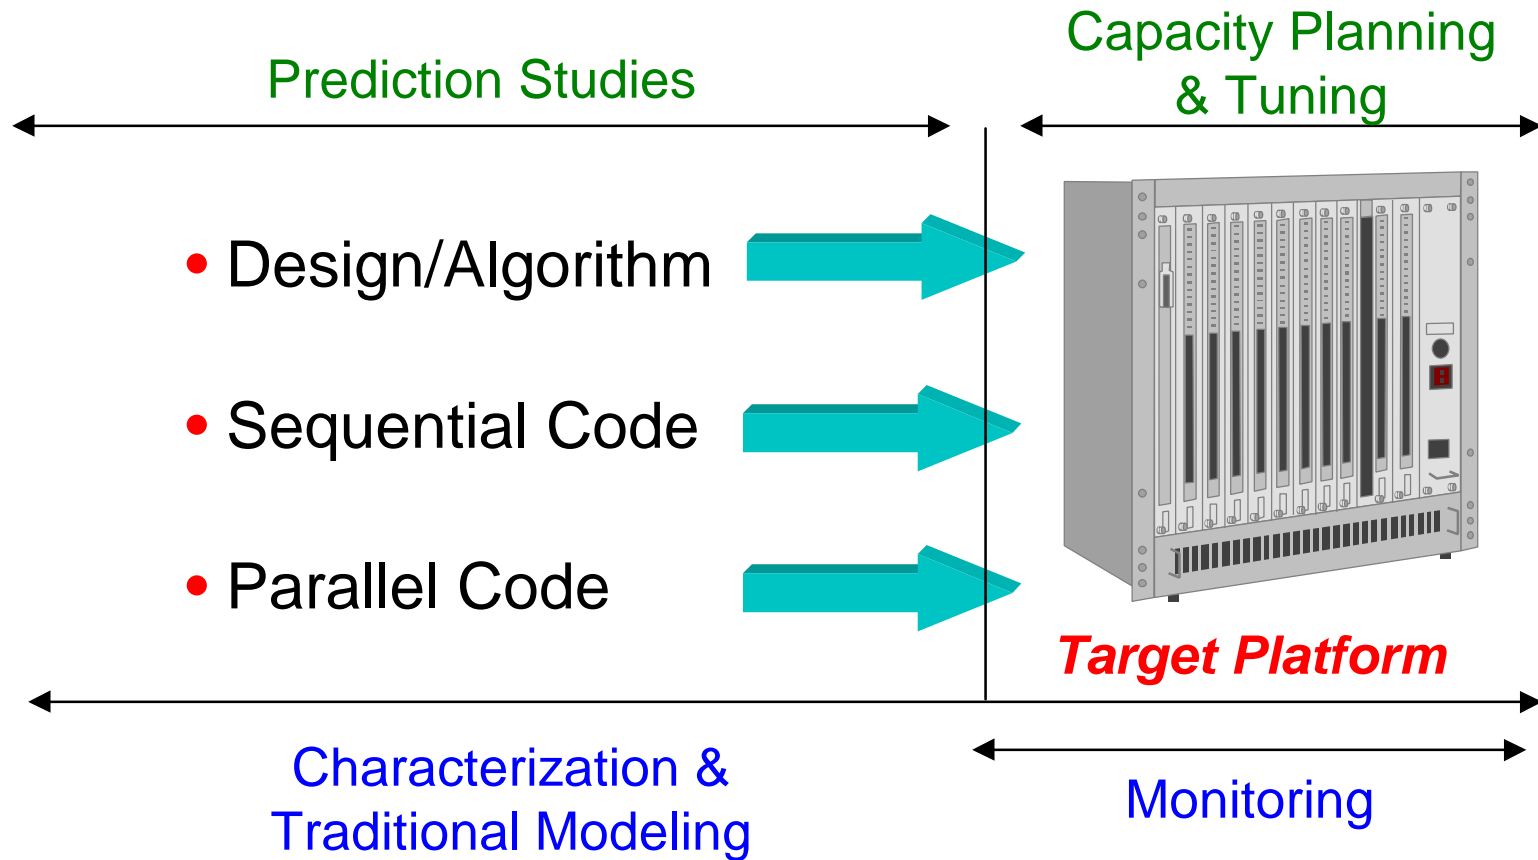 Prediction Studies
Capacity Planning
& Tuning
• Design/Algorithm
• Sequential Code
• Parallel Code
Target Platform
Characterization &
Traditional Modeling
Monitoring